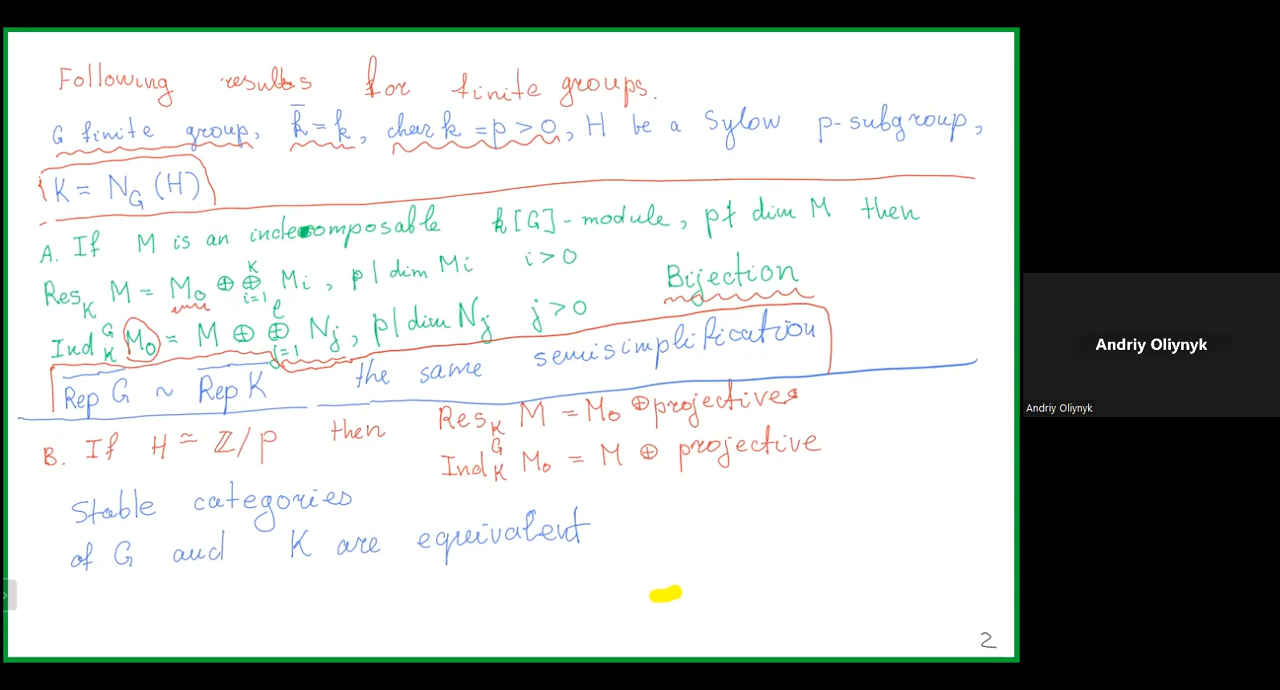 Following results for finite groups.
G finite group, k̄ = k, char k = p > 0, H be a Sylow p-subgroup,
K = N_G (H)
A. If M is an indecomposable k[G]-module, p∤ dim M then
Res_K M = M_0 ⊕ ⊕_{i=1}^{K} M_i, p | dim M_i i > 0
Bijection
Ind_K^G M_0 = M ⊕ ⊕_{j=1}^{l} N_j, p | dim N_j j > 0
Rep G ~ Rep K the same semisimplification
B. If H ≃ ℤ/p then Res_K M = M_0 ⊕ projectives
Ind_K^G M_0 = M ⊕ projective
Stable categories
of G and K are equivalent
2
Andriy Oliynyk
Andriy Oliynyk